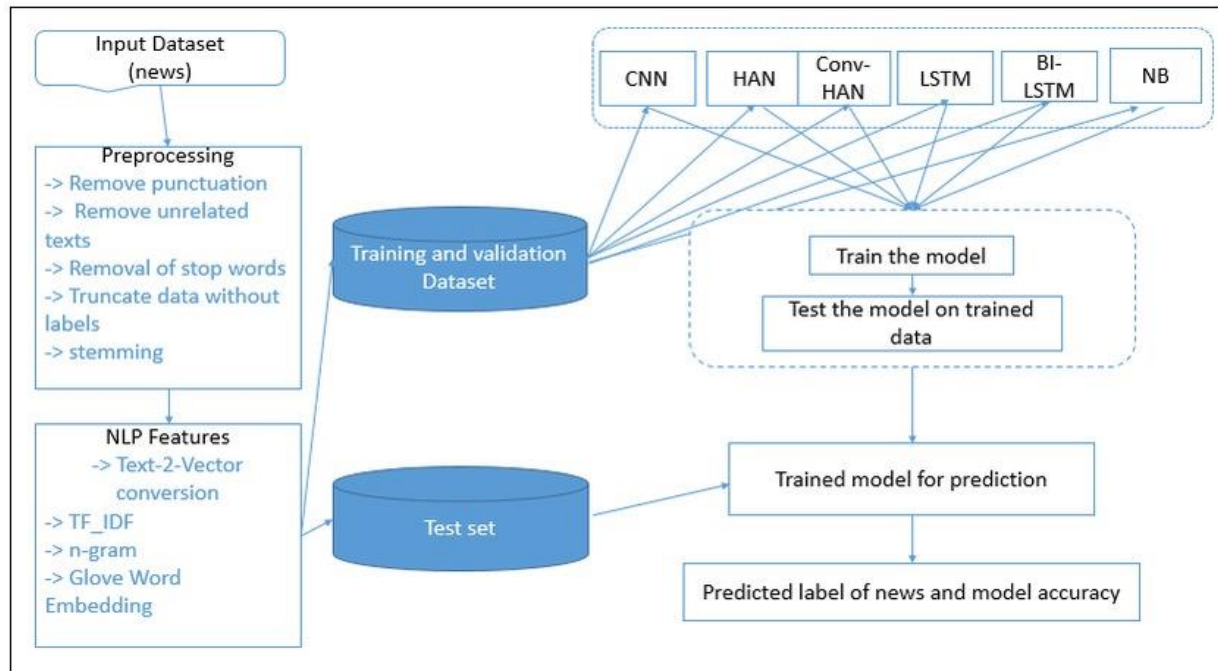 Input Dataset
(news)
Preprocessing
-> Remove punctuation
-> Remove unrelated
texts
-> Removal of stop words
-> Truncate data without
labels
-> stemming
NLP Features
-> Text-2-Vector
conversion
-> TF_IDF
-> n-gram
-> Glove Word
Embedding
Training and validation
Dataset
Test set
CNN
HAN
Conv-
HAN
LSTM
BI-
LSTM
NB
Train the model
Test the model on trained
data
Trained model for prediction
Predicted label of news and model accuracy